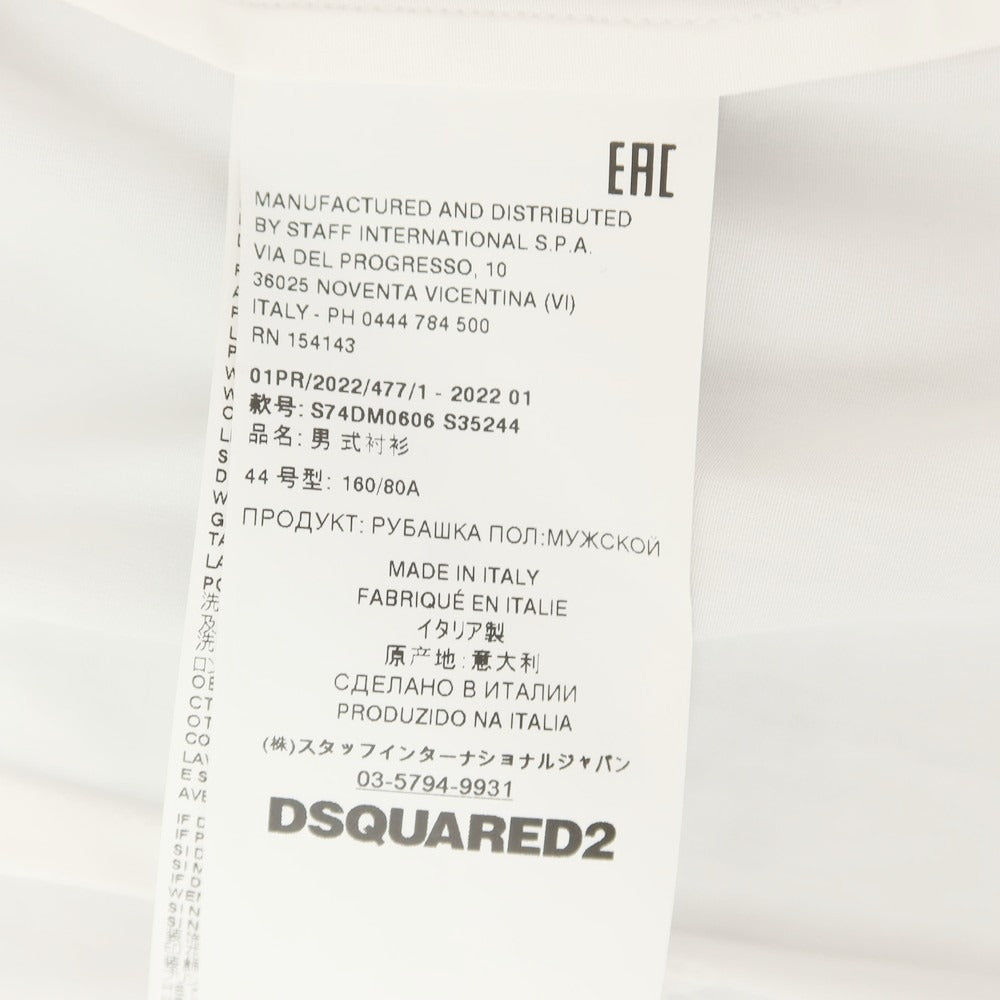 EAC
MANUFACTURED AND DISTRIBUTED
BY STAFF INTERNATIONAL S.P.A.
VIA DEL PROGRESSO, 10
36025 NOVENTA VICENTINA (VI)
ITALY - PH 0444 784 500
RN 154143
01PR/2022/477/1 - 2022 01
款号: S74DM0606 S35244
品名: 男 式衬衫
44 号型: 160/80A
ПРОДУКТ: РУБАШКА ПОЛ:МУЖСКОЙ
MADE IN ITALY
FABRIQUÉ EN ITALIE
イタリア製
原产地:意大利
СДЕЛАНО В ИТАЛИИ
PRODUZIDO NA ITALIA
(株)スタッフインターナショナルジャパン
03-5794-9931
DSQUARED2